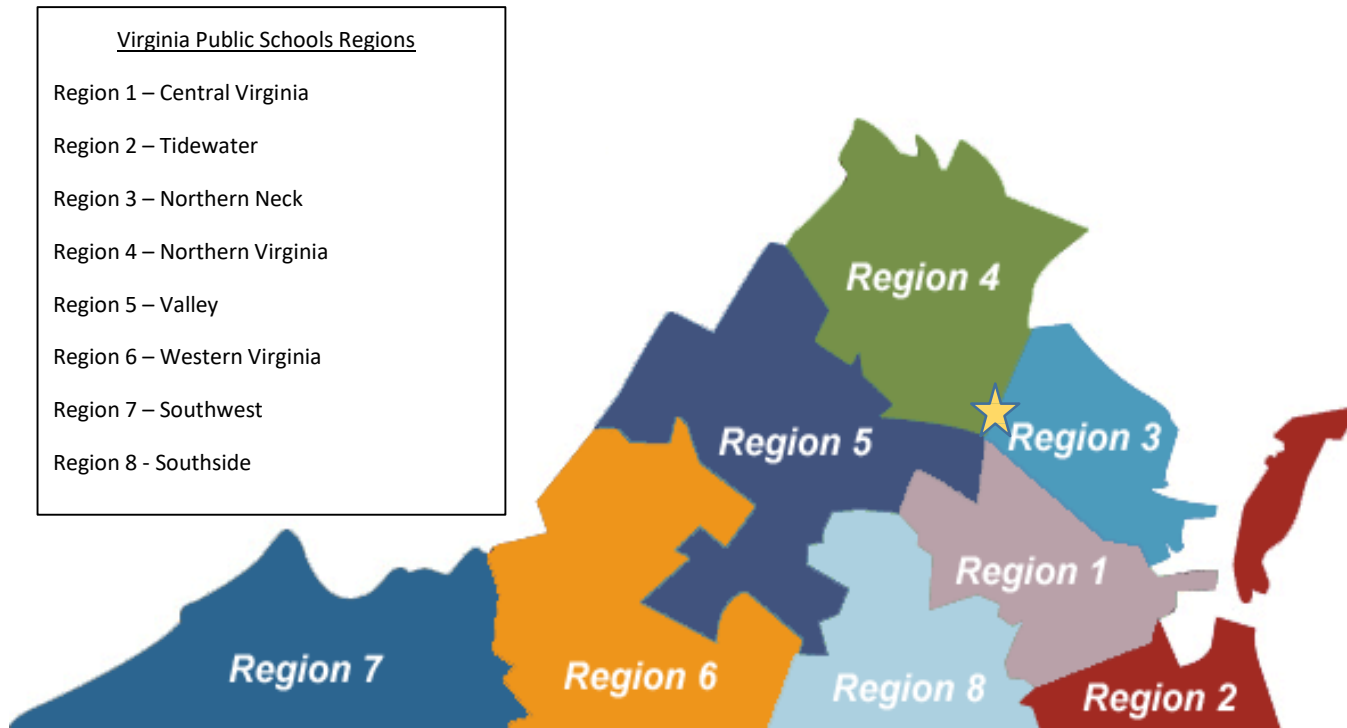 Virginia Public Schools Regions
Region 1 – Central Virginia
Region 2 – Tidewater
Region 3 – Northern Neck
Region 4 – Northern Virginia
Region 5 – Valley
Region 6 – Western Virginia
Region 7 – Southwest
Region 8 - Southside
Region 4
Region 5
Region 3
Region 1
Region 7
Region 6
Region 8
Region 2